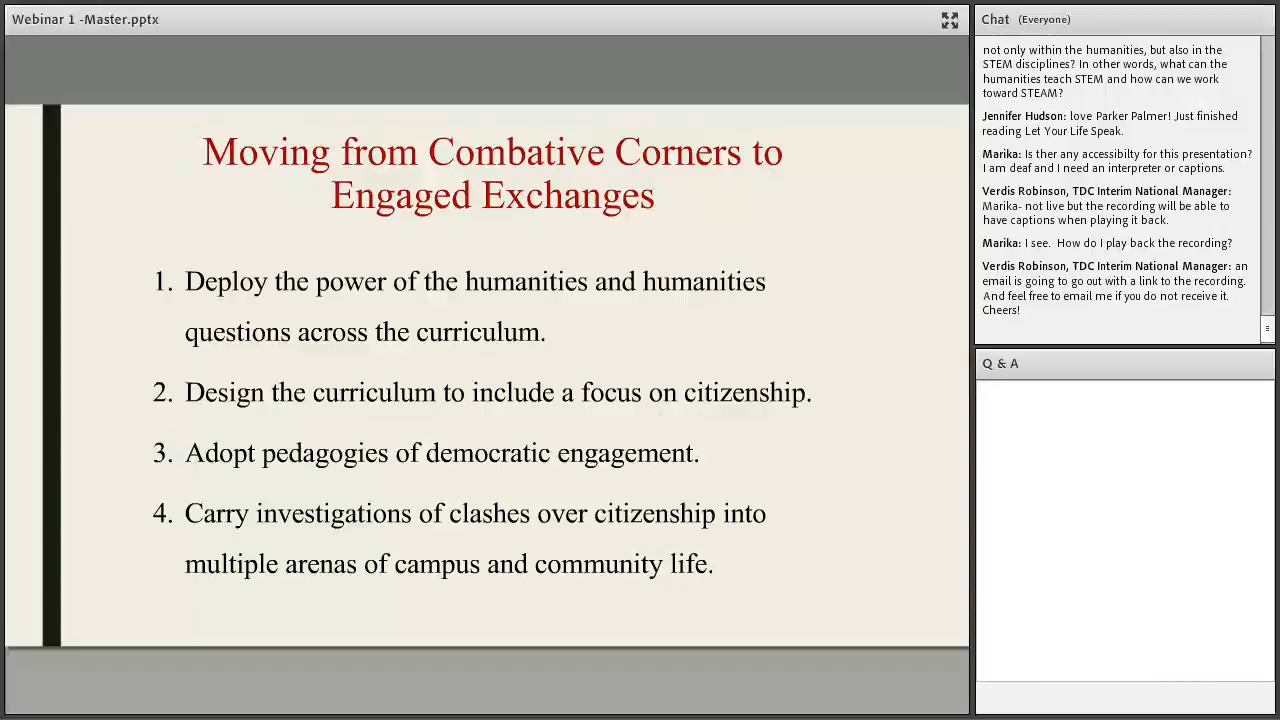 Webinar 1 -Master.pptx
Moving from Combative Corners to
Engaged Exchanges
1. Deploy the power of the humanities and humanities
questions across the curriculum.
2. Design the curriculum to include a focus on citizenship.
3. Adopt pedagogies of democratic engagement.
4. Carry investigations of clashes over citizenship into
multiple arenas of campus and community life.
Chat (Everyone)
not only within the humanities, but also in the
STEM disciplines? In other words, what can the
humanities teach STEM and how can we work
toward STEAM?
Jennifer Hudson: love Parker Palmer! Just finished
reading Let Your Life Speak.
Marika: Is ther any accessibilty for this presentation?
I am deaf and I need an interpreter or captions.
Verdis Robinson, TDC Interim National Manager:
Marika- not live but the recording will be able to
have captions when playing it back.
Marika: I see. How do I play back the recording?
Verdis Robinson, TDC Interim National Manager: an
email is going to go out with a link to the recording.
And feel free to email me if you do not receive it.
Cheers!
Q & A